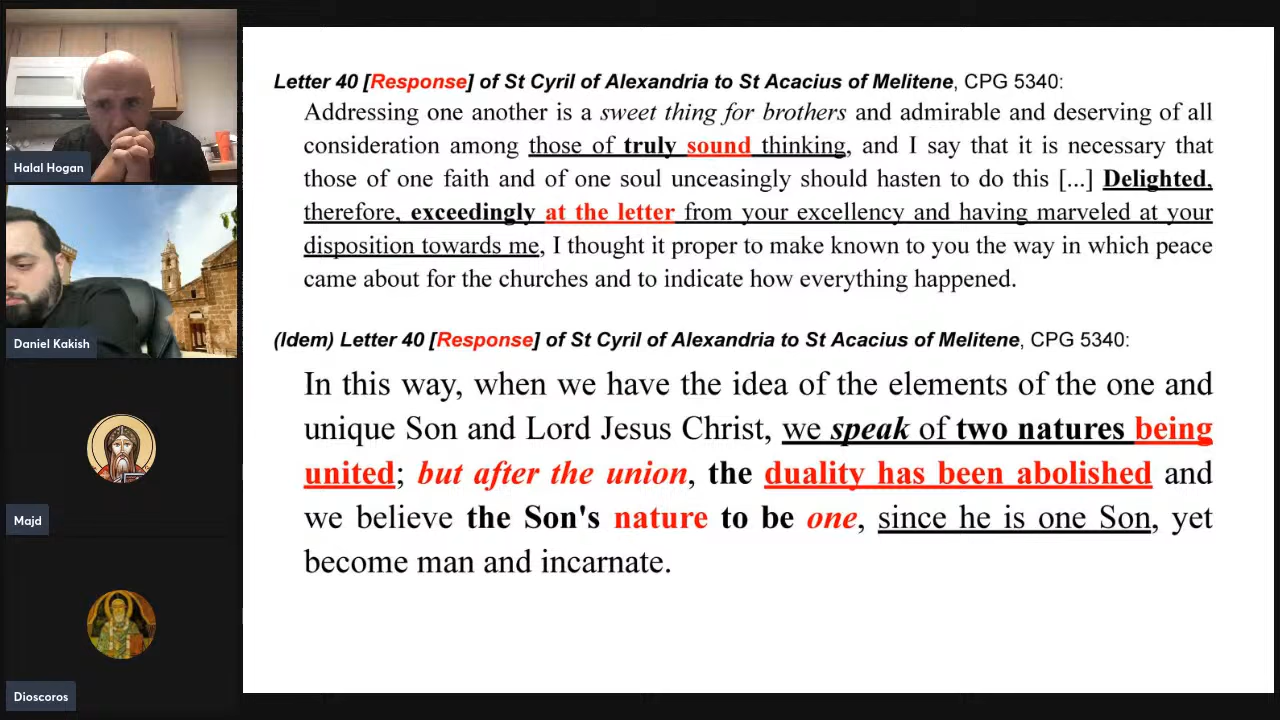 Halal Hogan
Daniel Kakish
Majd
Dioscoros
Letter 40 [Response] of St Cyril of Alexandria to St Acacius of Melitene, CPG 5340:
Addressing one another is a sweet thing for brothers and admirable and deserving of all
consideration among those of truly sound thinking, and I say that it is necessary that
those of one faith and of one soul unceasingly should hasten to do this [...] Delighted,
therefore, exceedingly at the letter from your excellency and having marveled at your
disposition towards me, I thought it proper to make known to you the way in which peace
came about for the churches and to indicate how everything happened.
(Idem) Letter 40 [Response] of St Cyril of Alexandria to St Acacius of Melitene, CPG 5340:
In this way, when we have the idea of the elements of the one and
unique Son and Lord Jesus Christ, we speak of two natures being
united; but after the union, the duality has been abolished and
we believe the Son's nature to be one, since he is one Son, yet
become man and incarnate.